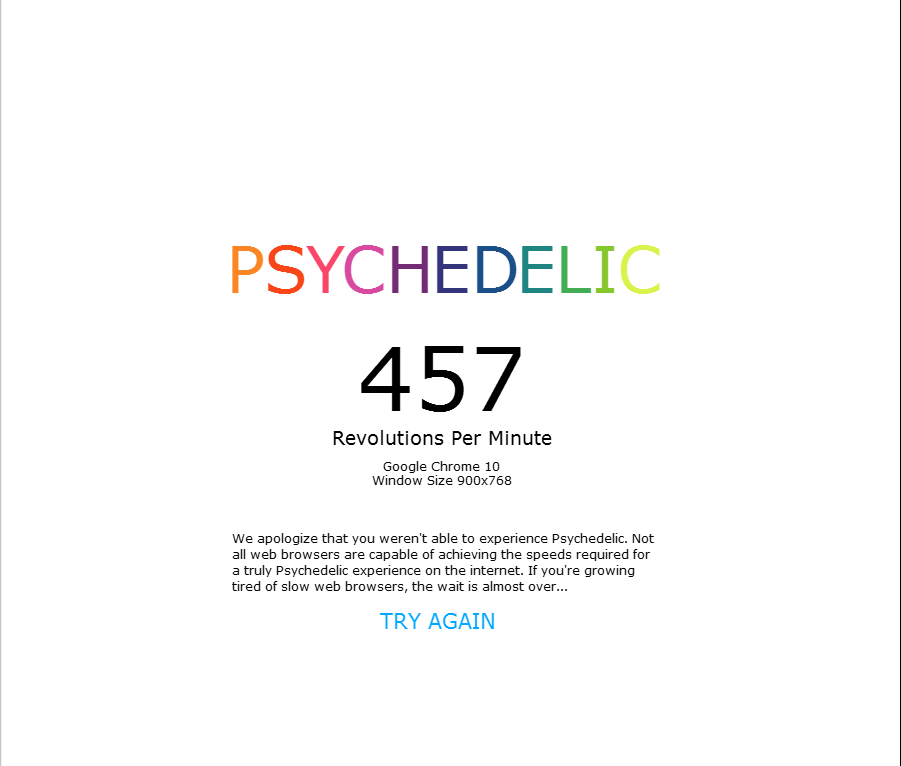 PSYCHEDELIC
457
Revolutions Per Minute
Google Chrome 10
Window Size 900x768
We apologize that you weren't able to experience Psychedelic. Not
all web browsers are capable of achieving the speeds required for
a truly Psychedelic experience on the internet. If you're growing
tired of slow web browsers, the wait is almost over...
TRY AGAIN